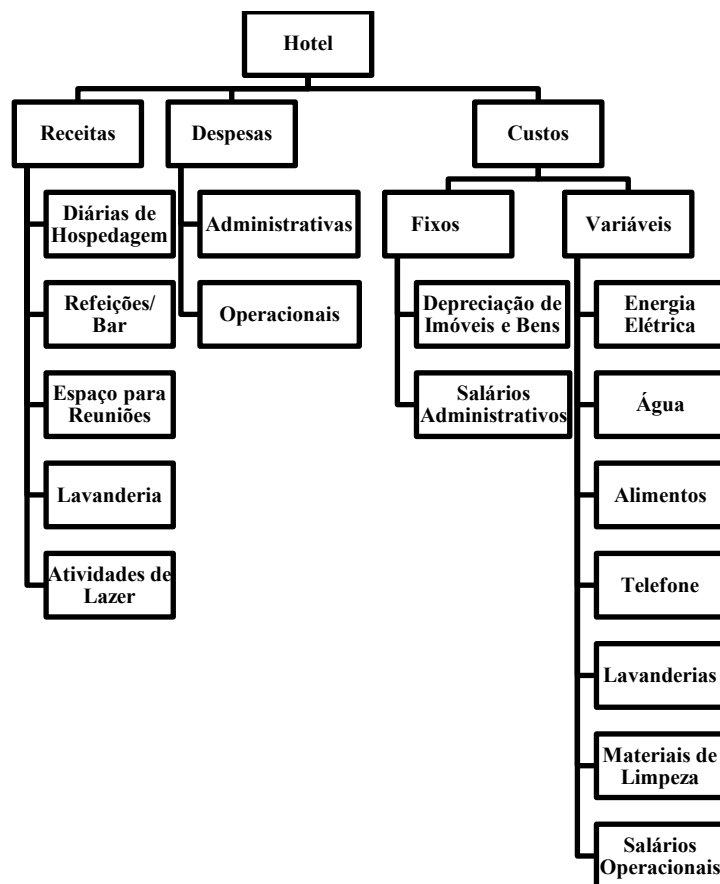 Hotel
Receitas
Despesas
Custos
Diárias de
Hospedagem
Refeições/
Bar
Espaço para
Reuniões
Lavanderia
Atividades de
Lazer
Administrativas
Operacionais
Fixos
Depreciação de
Imóveis e Bens
Salários
Administrativos
Variáveis
Energia
Elétrica
Água
Alimentos
Telefone
Lavanderias
Materiais de
Limpeza
Salários
Operacionais